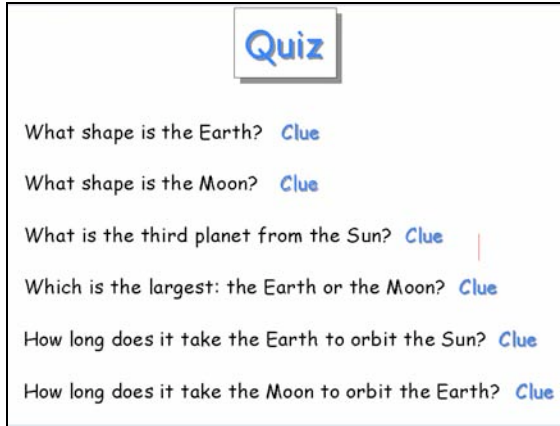 Quiz
What shape is the Earth? Clue
What shape is the Moon? Clue
What is the third planet from the Sun? Clue
Which is the largest: the Earth or the Moon? Clue
How long does it take the Earth to orbit the Sun? Clue
How long does it take the Moon to orbit the Earth? Clue